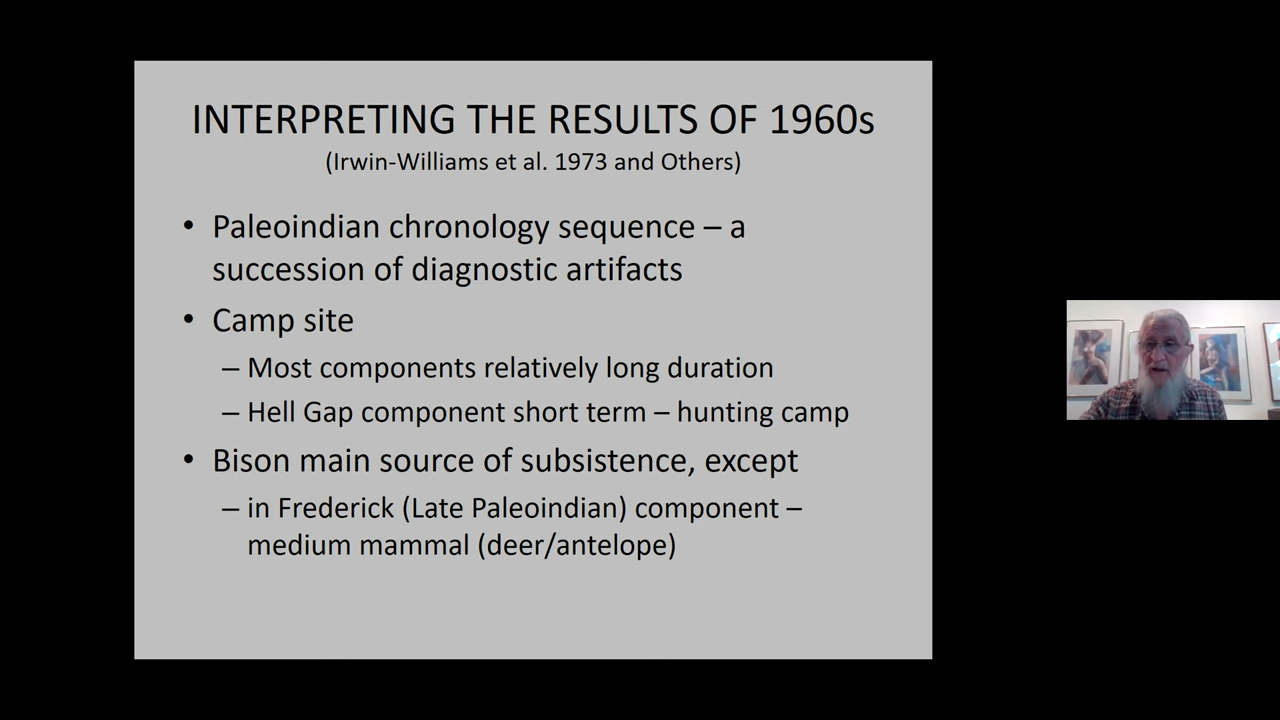 INTERPRETING THE RESULTS OF 1960s
(Irwin-Williams et al. 1973 and Others)
• Paleoindian chronology sequence – a
succession of diagnostic artifacts
• Camp site
– Most components relatively long duration
– Hell Gap component short term – hunting camp
• Bison main source of subsistence, except
– in Frederick (Late Paleoindian) component –
medium mammal (deer/antelope)